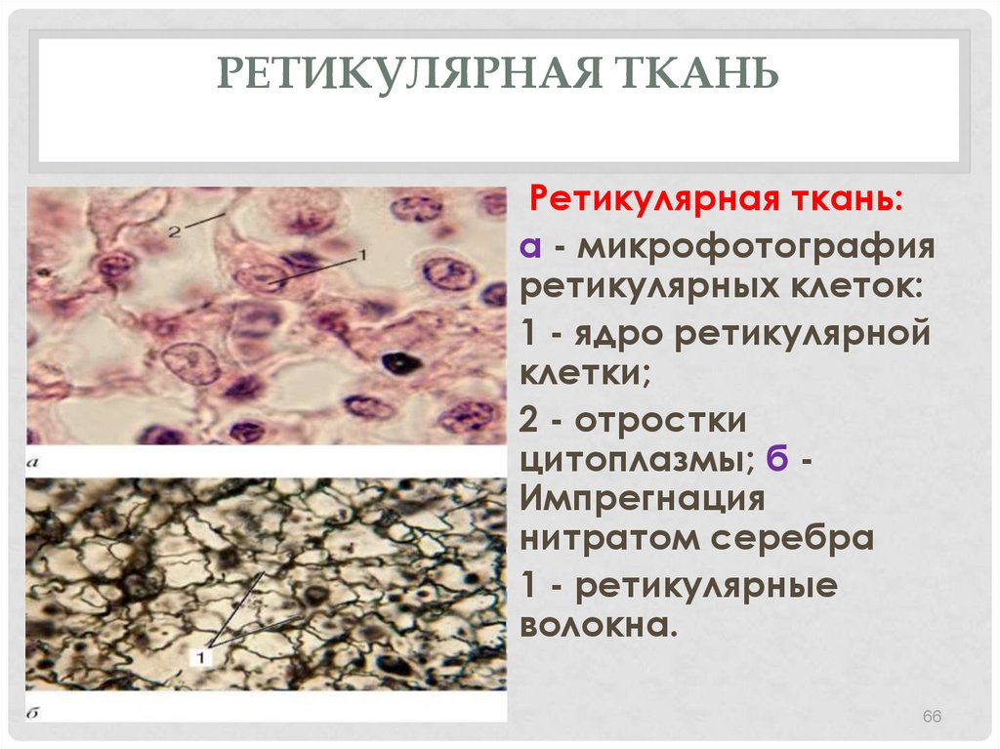 РЕТИКУЛЯРНАЯ ТКАНЬ
2
1
а
1
б
Ретикулярная ткань:
а - микрофотография
ретикулярных клеток:
1 - ядро ретикулярной
клетки;
2 - отростки
цитоплазмы; б -
Импрегнация
нитратом серебра
1 - ретикулярные
волокна.
66